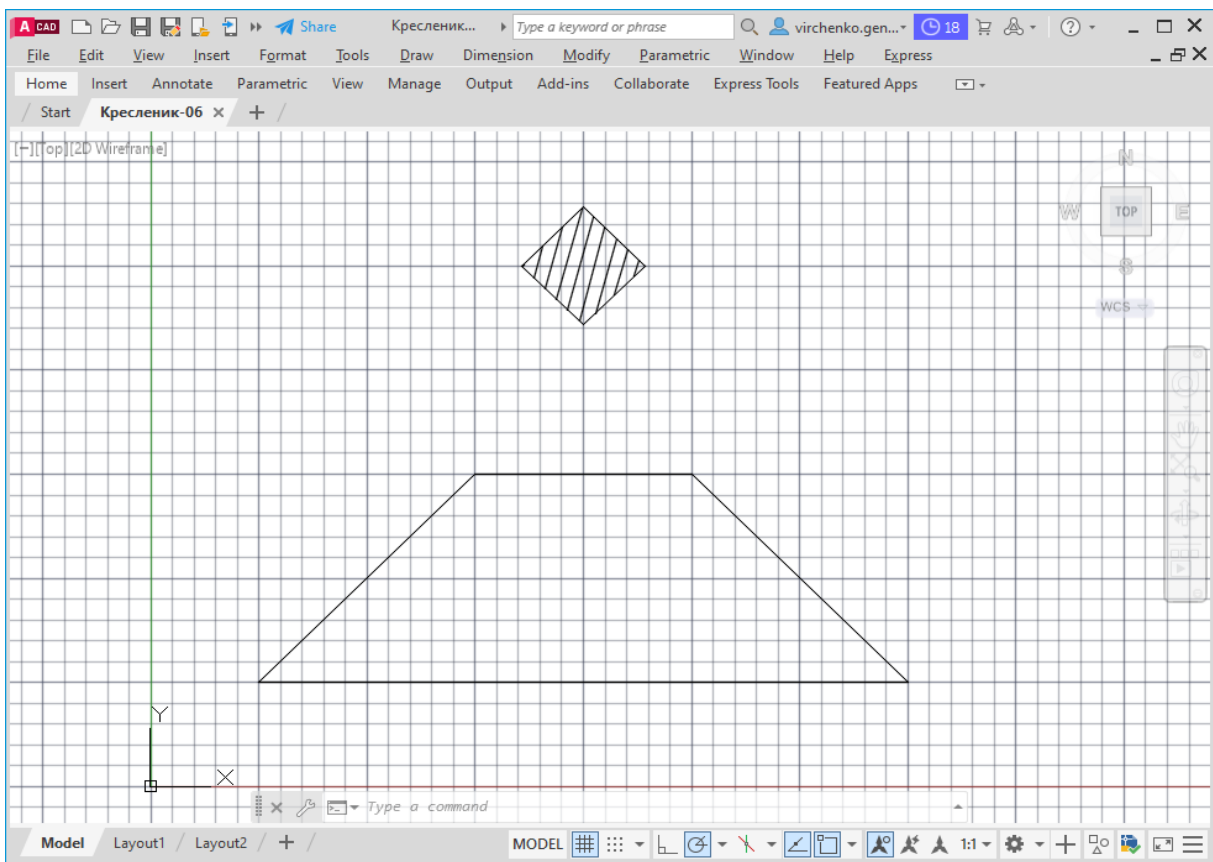 A CAD Share Кресленик... Type a keyword or phrase virchenko.gen... 18
File Edit View Insert Format Tools Draw Dimension Modify Parametric Window Help Express
Home Insert Annotate Parametric View Manage Output Add-ins Collaborate Express Tools Featured Apps
Start Кресленик-06
[−][Top][2D Wireframe]
N
W TOP E
S
WCS
Y
X
Type a command
Model Layout1 Layout2 MODEL 1:1